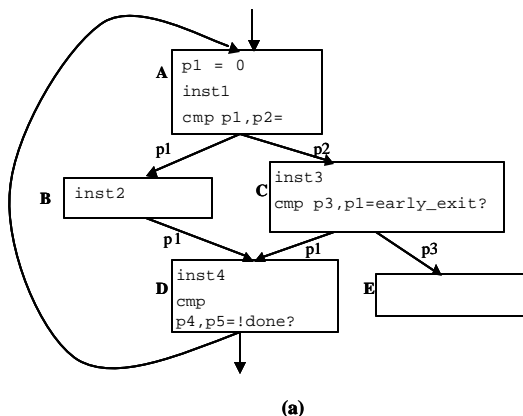 A
p1 = 0
inst1
cmp p1,p2=
p1
p2
B
inst2
C
inst3
cmp p3,p1=early_exit?
p1
p1
p3
D
inst4
cmp
p4,p5=!done?
E
(a)